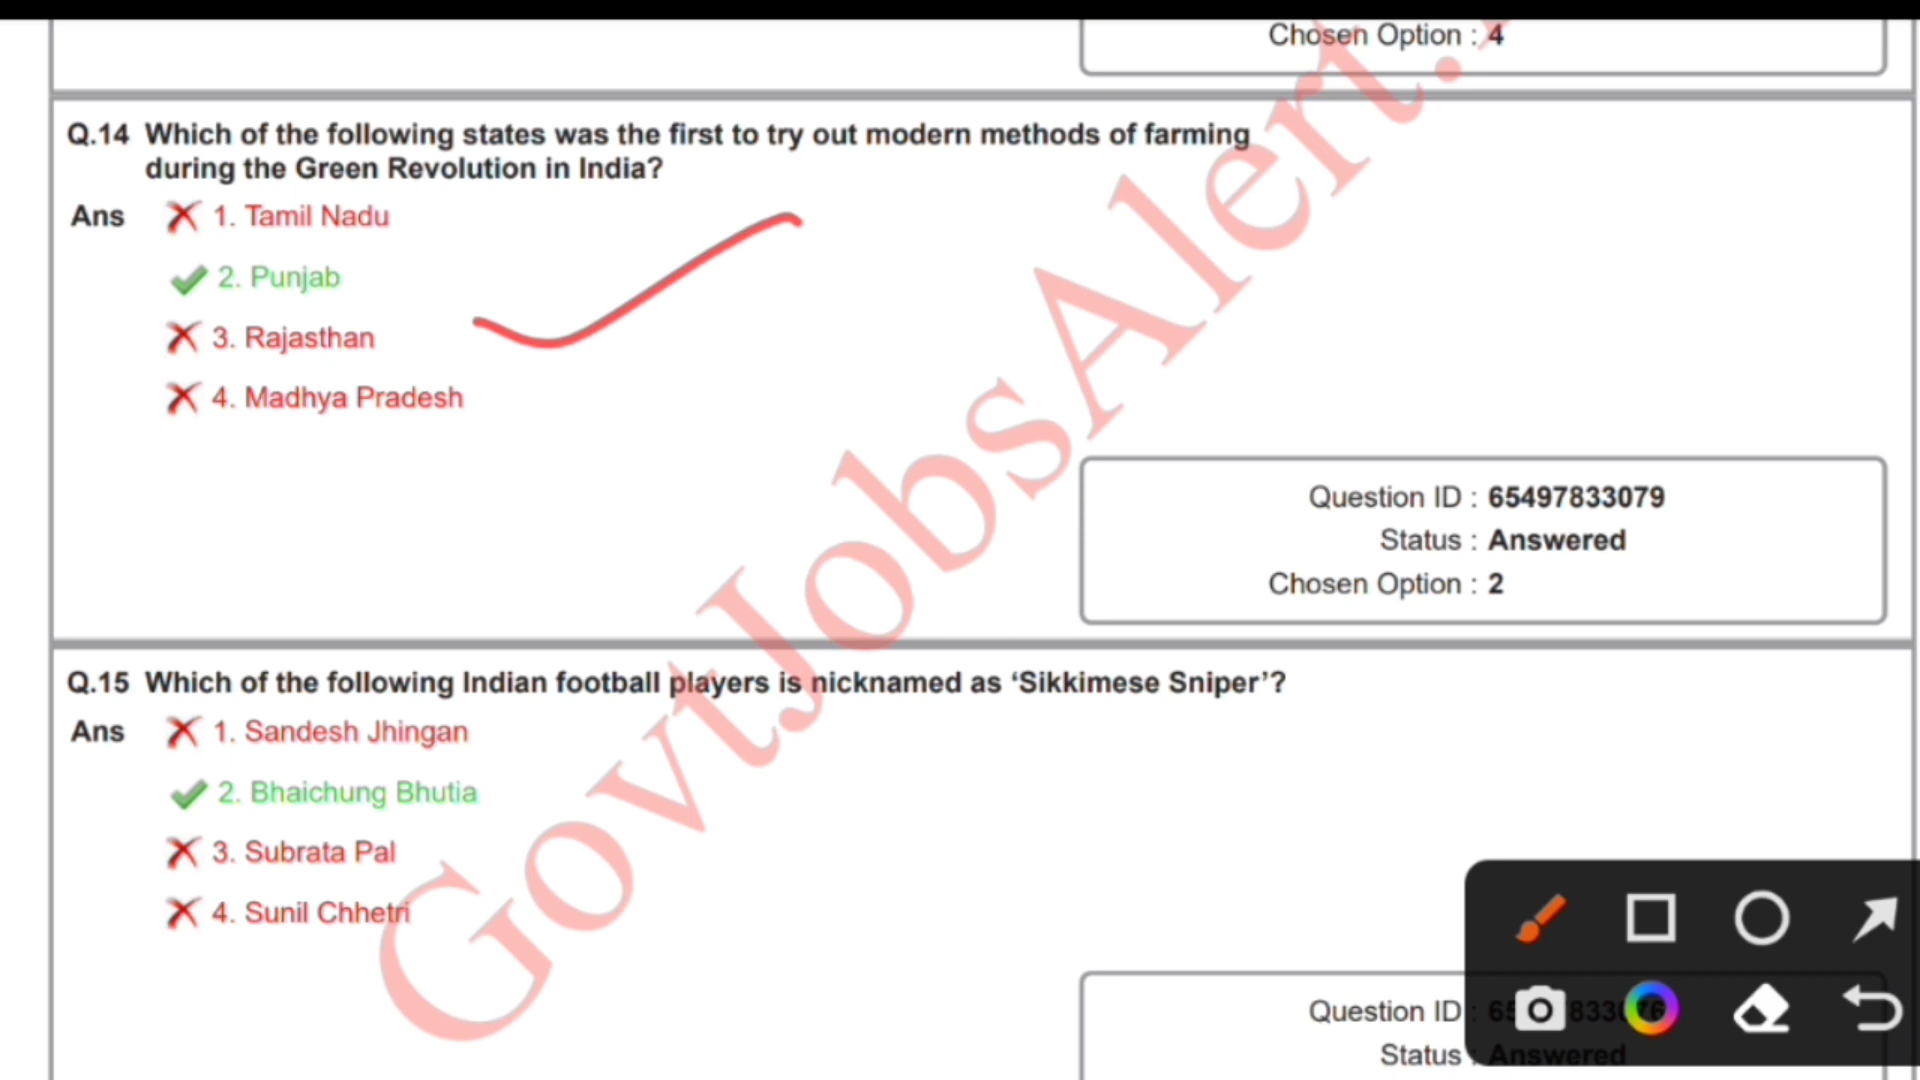 Chosen Option : 4
Q.14 Which of the following states was the first to try out modern methods of farming
during the Green Revolution in India?
Ans 1. Tamil Nadu
2. Punjab
3. Rajasthan
4. Madhya Pradesh
Question ID : 65497833079
Status : Answered
Chosen Option : 2
Q.15 Which of the following Indian football players is nicknamed as ‘Sikkimese Sniper’?
Ans 1. Sandesh Jhingan
2. Bhaichung Bhutia
3. Subrata Pal
4. Sunil Chhetri
Question ID :
Status : Answered
GovtJobsAlert.